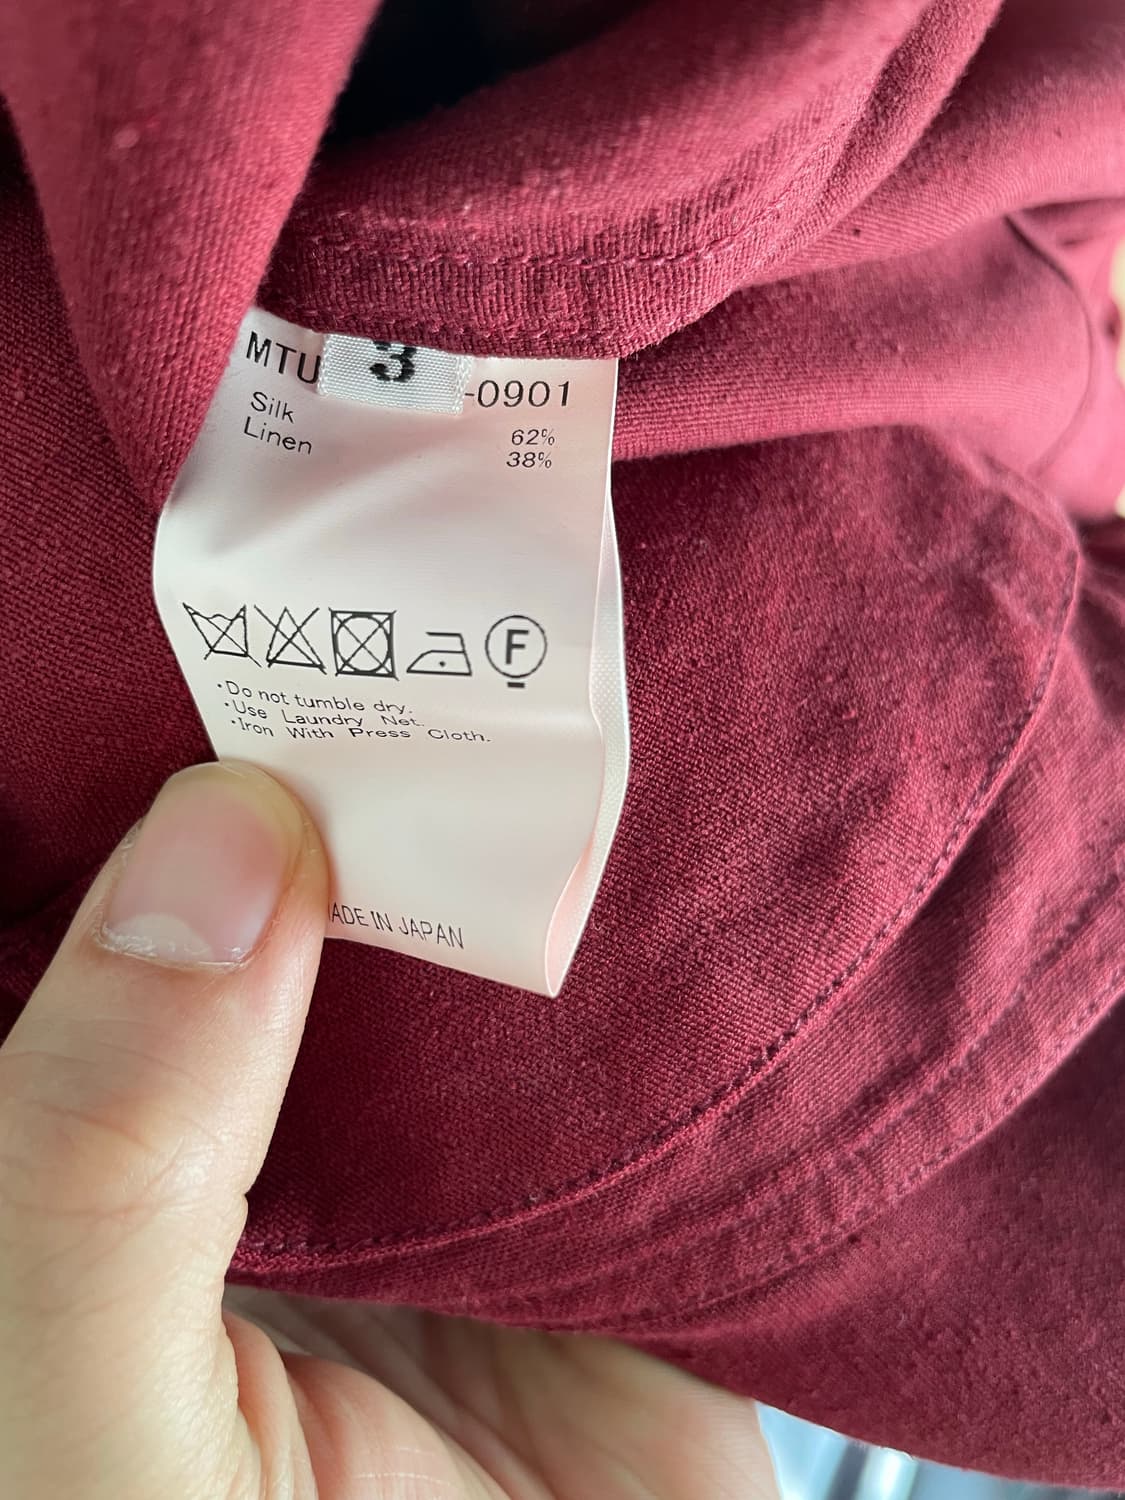 MTU
3
-0901
Silk 62%
Linen 38%
F
·Do not tumble dry.
·Use Laundry Net.
·Iron With Press Cloth.
ADE IN JAPAN